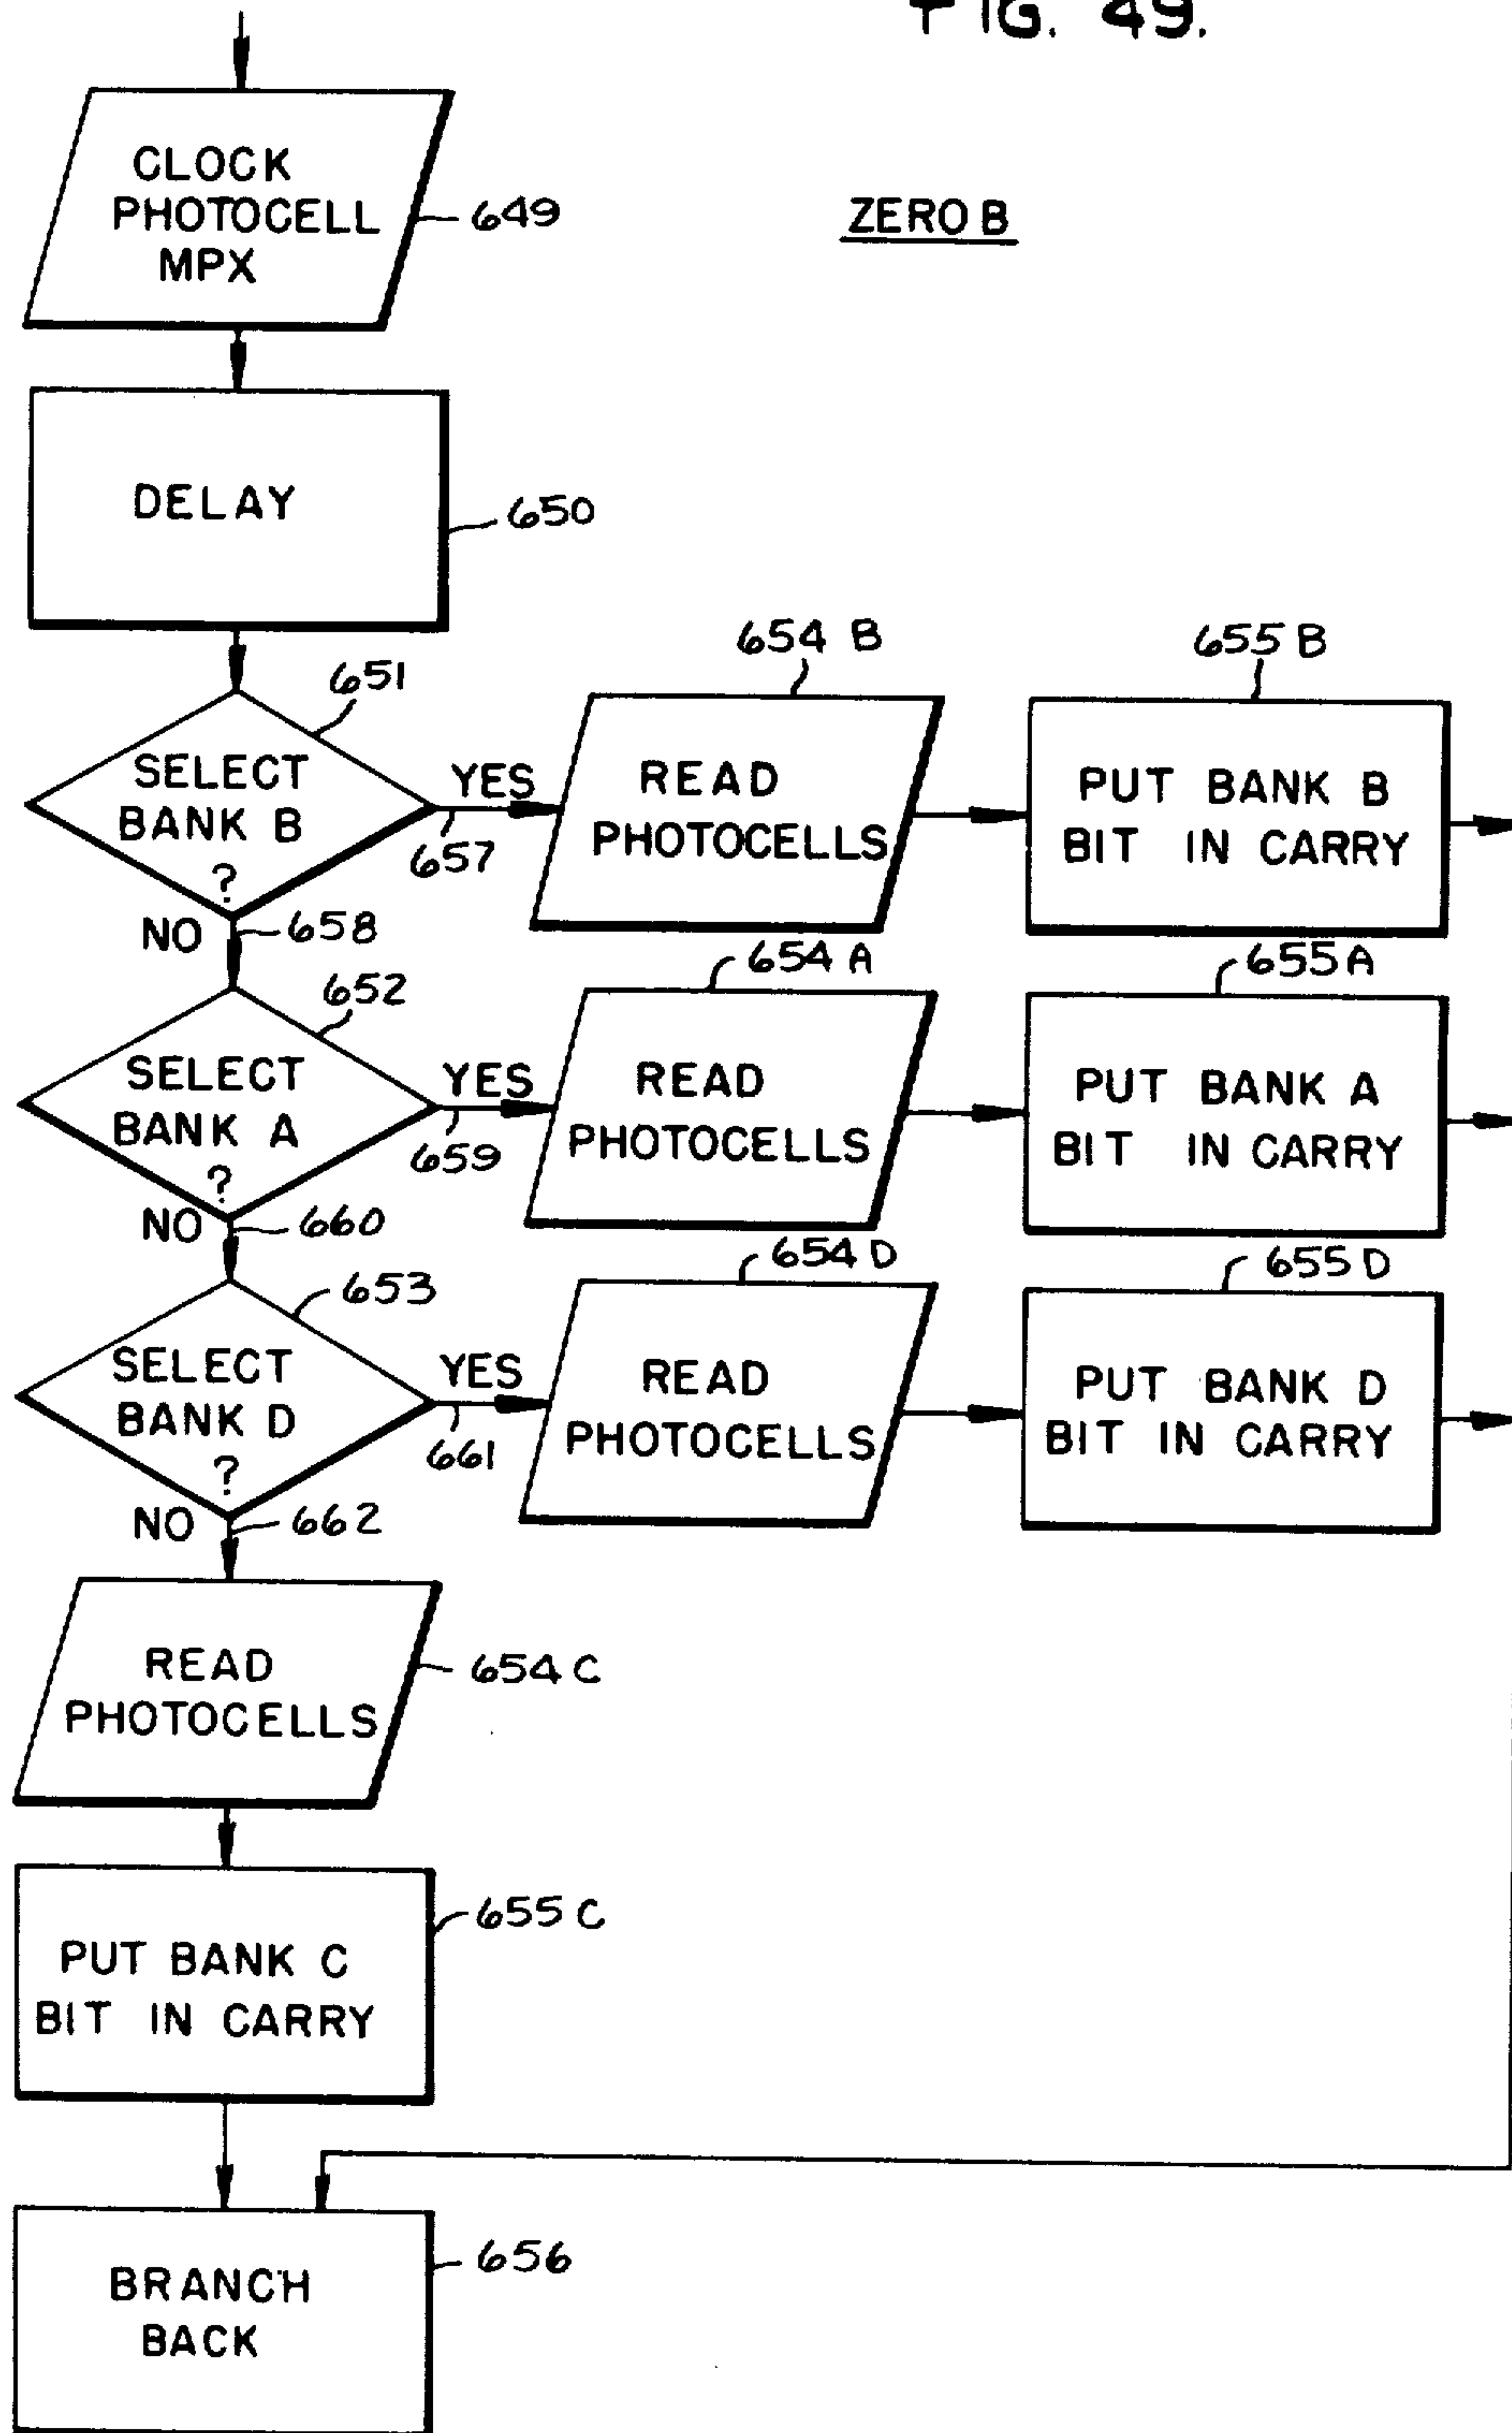 FIG. 49.
CLOCK
PHOTOCELL
MPX
649
ZERO B
DELAY
650
651
SELECT
BANK B
?
YES
657
NO
658
654 B
READ
PHOTOCELLS
655 B
PUT BANK B
BIT IN CARRY
652
SELECT
BANK A
?
YES
659
NO
660
654 A
READ
PHOTOCELLS
655 A
PUT BANK A
BIT IN CARRY
653
SELECT
BANK D
?
YES
661
NO
662
654 D
READ
PHOTOCELLS
655 D
PUT BANK D
BIT IN CARRY
READ
PHOTOCELLS
654 C
PUT BANK C
BIT IN CARRY
655 C
BRANCH
BACK
656